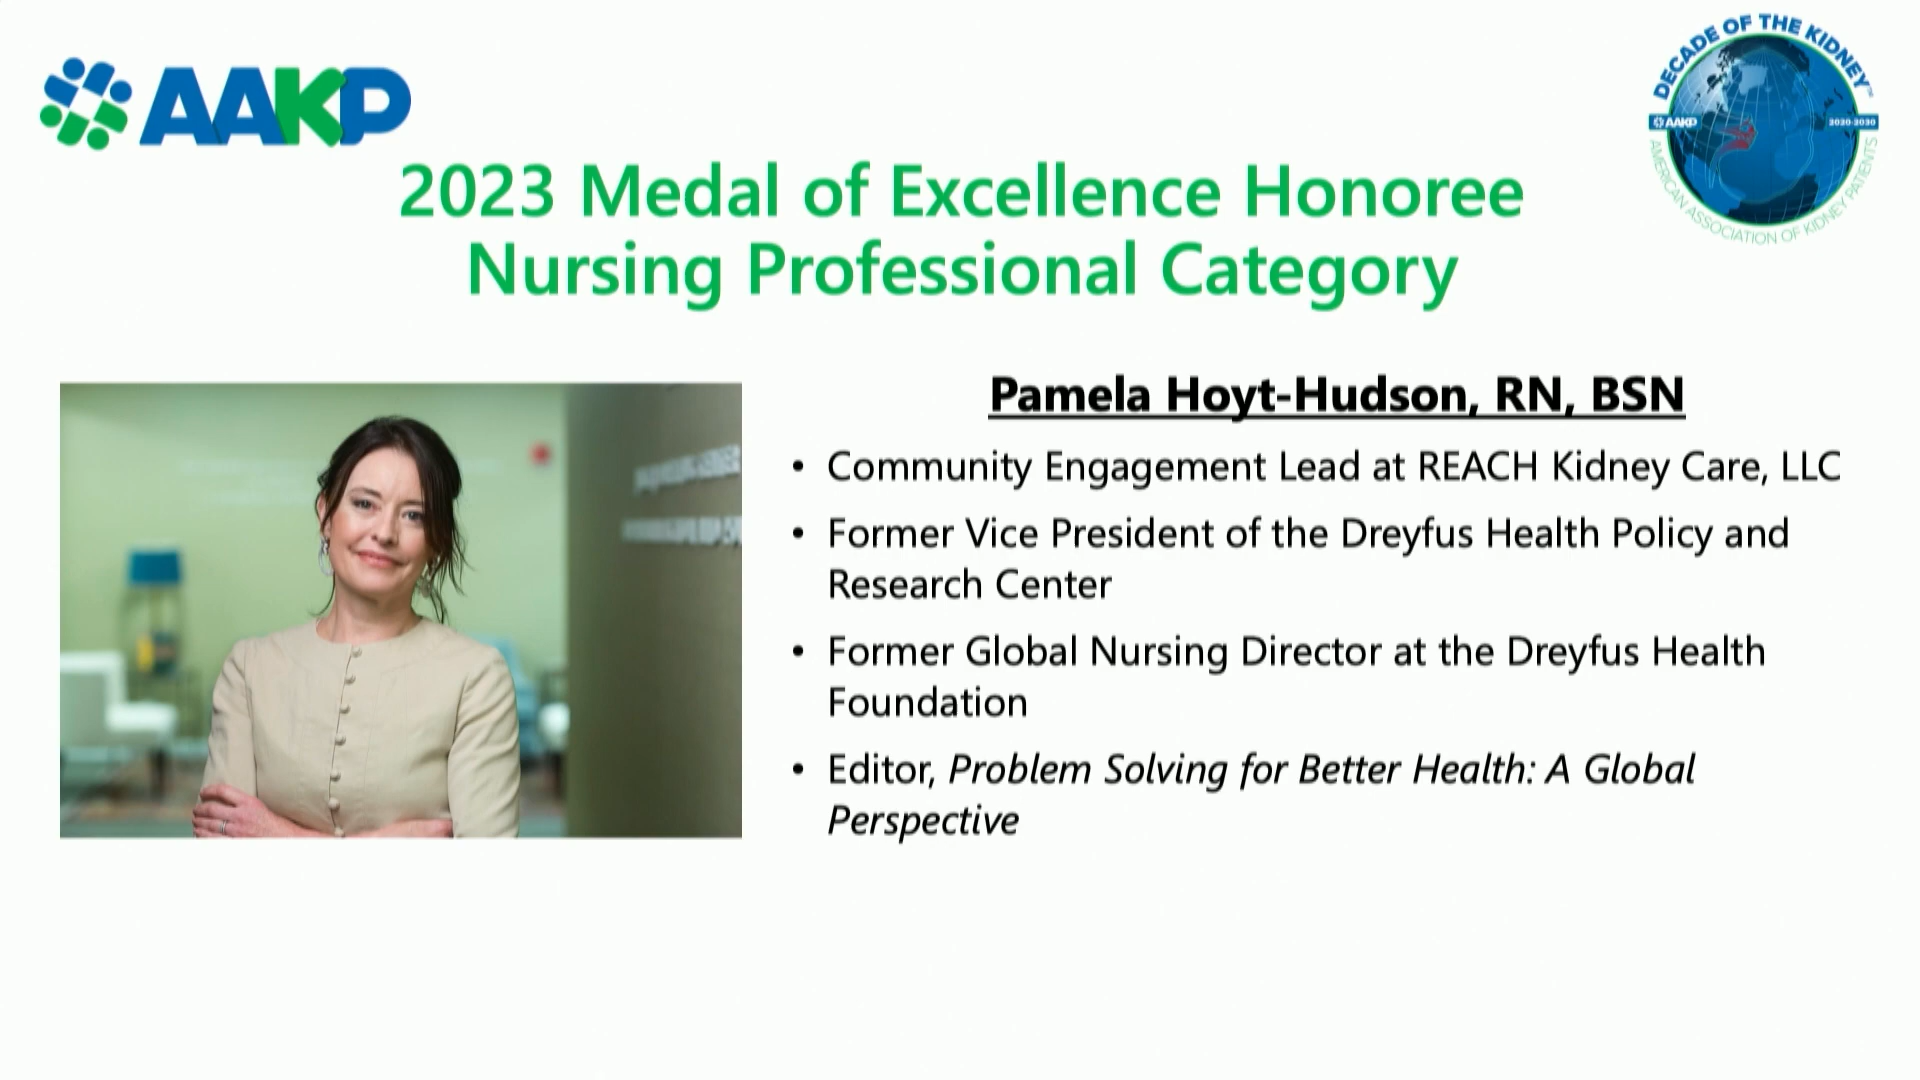 AAKP
DECADE OF THE KIDNEY™
AAKP
2020-2030
AMERICAN ASSOCIATION OF KIDNEY PATIENTS
2023 Medal of Excellence Honoree
Nursing Professional Category
Pamela Hoyt-Hudson, RN, BSN
• Community Engagement Lead at REACH Kidney Care, LLC
• Former Vice President of the Dreyfus Health Policy and
Research Center
• Former Global Nursing Director at the Dreyfus Health
Foundation
• Editor, Problem Solving for Better Health: A Global
Perspective